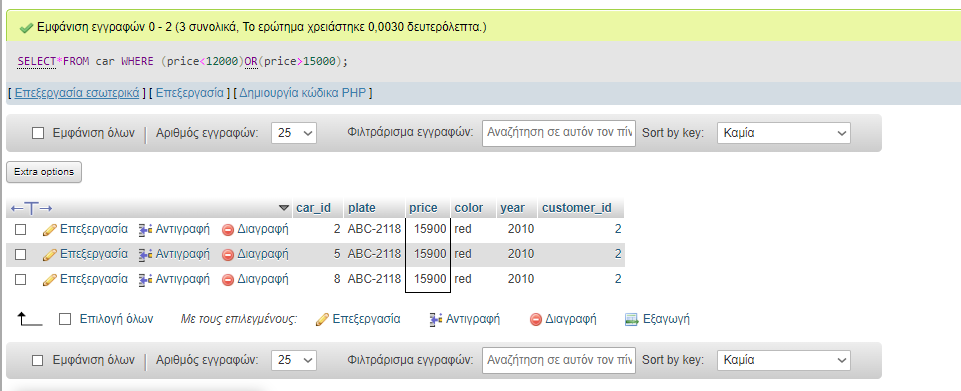 Εμφάνιση εγγραφών 0 - 2 (3 συνολικά, Το ερώτημα χρειάστηκε 0,0030 δευτερόλεπτα.)
SELECT*FROM car WHERE (price<12000)OR(price>15000);
[ Επεξεργασία εσωτερικά ] [ Επεξεργασία ] [ Δημιουργία κώδικα PHP ]
Εμφάνιση όλων | Αριθμός εγγραφών: 25 Φιλτράρισμα εγγραφών: Αναζήτηση σε αυτόν τον πίν Sort by key: Καμία
Extra options
←T→ car_id plate price color year customer_id
Επεξεργασία Αντιγραφή Διαγραφή 2 ABC-2118 15900 red 2010 2
Επεξεργασία Αντιγραφή Διαγραφή 5 ABC-2118 15900 red 2010 2
Επεξεργασία Αντιγραφή Διαγραφή 8 ABC-2118 15900 red 2010 2
Επιλογή όλων Με τους επιλεγμένους: Επεξεργασία Αντιγραφή Διαγραφή Εξαγωγή
Εμφάνιση όλων | Αριθμός εγγραφών: 25 Φιλτράρισμα εγγραφών: Αναζήτηση σε αυτόν τον πίν Sort by key: Καμία